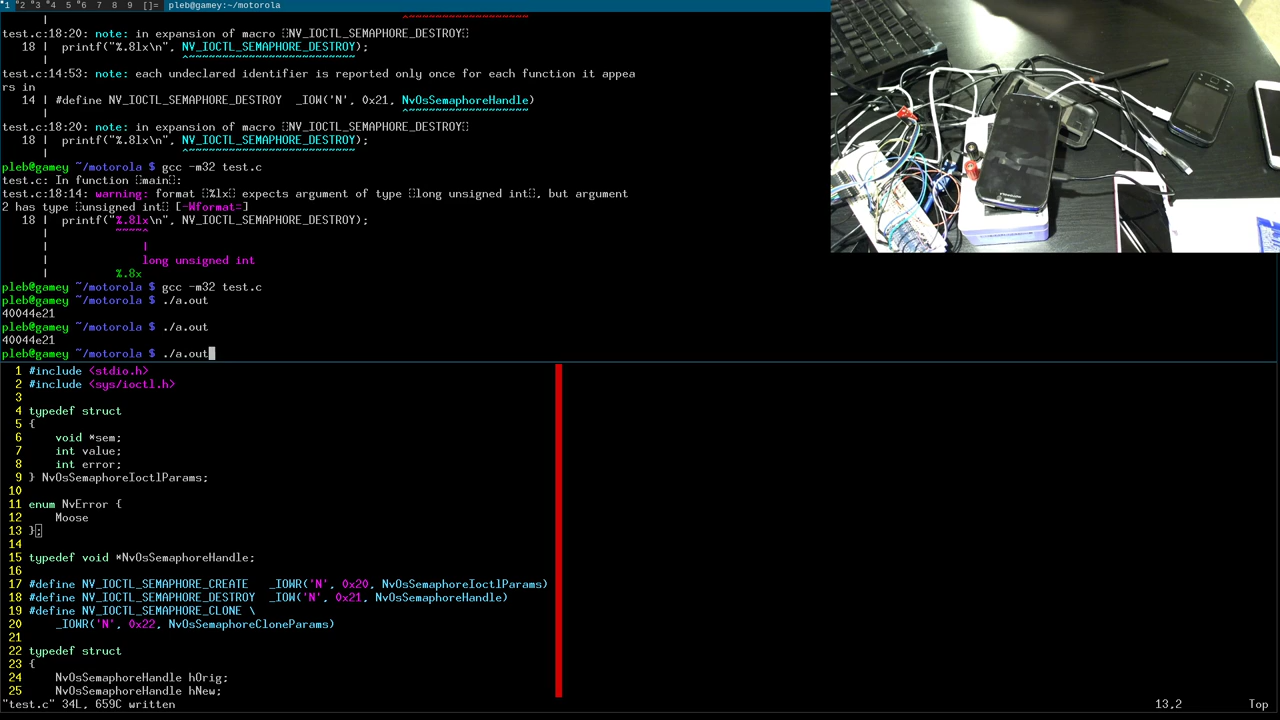 1 2 3 4 5 6 7 8 9 []= pleb@gamey:~/motorola
|
test.c:18:20: note: in expansion of macro NV_IOCTL_SEMAPHORE_DESTROY
18 | printf("%.8lx\n", NV_IOCTL_SEMAPHORE_DESTROY);
| ^~~~~~~~~~~~~~~~~~~~~~~~~~
test.c:14:53: note: each undeclared identifier is reported only once for each function it appea
rs in
14 | #define NV_IOCTL_SEMAPHORE_DESTROY _IOW('N', 0x21, NvOsSemaphoreHandle)
| ^~~~~~~~~~~~~~~~~~~
test.c:18:20: note: in expansion of macro NV_IOCTL_SEMAPHORE_DESTROY
18 | printf("%.8lx\n", NV_IOCTL_SEMAPHORE_DESTROY);
| ^~~~~~~~~~~~~~~~~~~~~~~~~~
pleb@gamey ~/motorola $ gcc -m32 test.c
test.c: In function main:
test.c:18:14: warning: format %lx expects argument of type long unsigned int, but argument
2 has type unsigned int [-Wformat=]
18 | printf("%.8lx\n", NV_IOCTL_SEMAPHORE_DESTROY);
| ~~~~^
| |
| long unsigned int
| %.8x
pleb@gamey ~/motorola $ gcc -m32 test.c
pleb@gamey ~/motorola $ ./a.out
40044e21
pleb@gamey ~/motorola $ ./a.out
40044e21
pleb@gamey ~/motorola $ ./a.out
1 #include <stdio.h>
2 #include <sys/ioctl.h>
3
4 typedef struct
5 {
6 void *sem;
7 int value;
8 int error;
9 } NvOsSemaphoreIoctlParams;
10
11 enum NvError {
12 Moose
13 };
14
15 typedef void *NvOsSemaphoreHandle;
16
17 #define NV_IOCTL_SEMAPHORE_CREATE _IOWR('N', 0x20, NvOsSemaphoreIoctlParams)
18 #define NV_IOCTL_SEMAPHORE_DESTROY _IOW('N', 0x21, NvOsSemaphoreHandle)
19 #define NV_IOCTL_SEMAPHORE_CLONE \
20 _IOWR('N', 0x22, NvOsSemaphoreCloneParams)
21
22 typedef struct
23 {
24 NvOsSemaphoreHandle hOrig;
25 NvOsSemaphoreHandle hNew;
"test.c" 34L, 659C written 13,2 Top